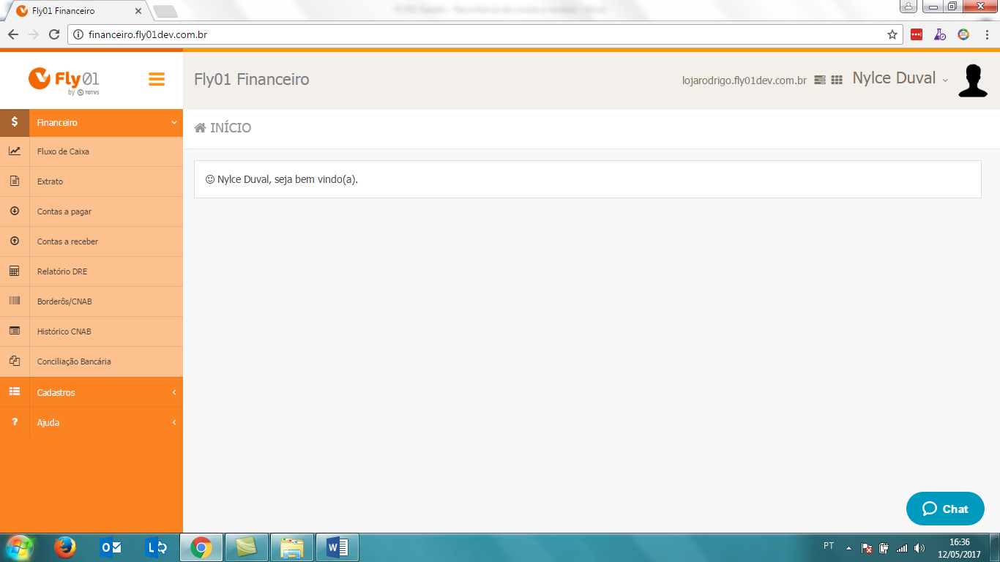 Fly01 Financeiro
financeiro.fly01dev.com.br
Fly01
by TOTVS
Fly01 Financeiro
lojarodrigo.fly01dev.com.br
Nylce Duval
$ Financeiro
INÍCIO
Fluxo de Caixa
Nylce Duval, seja bem vindo(a).
Extrato
Contas a pagar
Contas a receber
Relatório DRE
Borderôs/CNAB
Histórico CNAB
Conciliação Bancária
Cadastros
? Ajuda
Chat
PT
16:36
12/05/2017